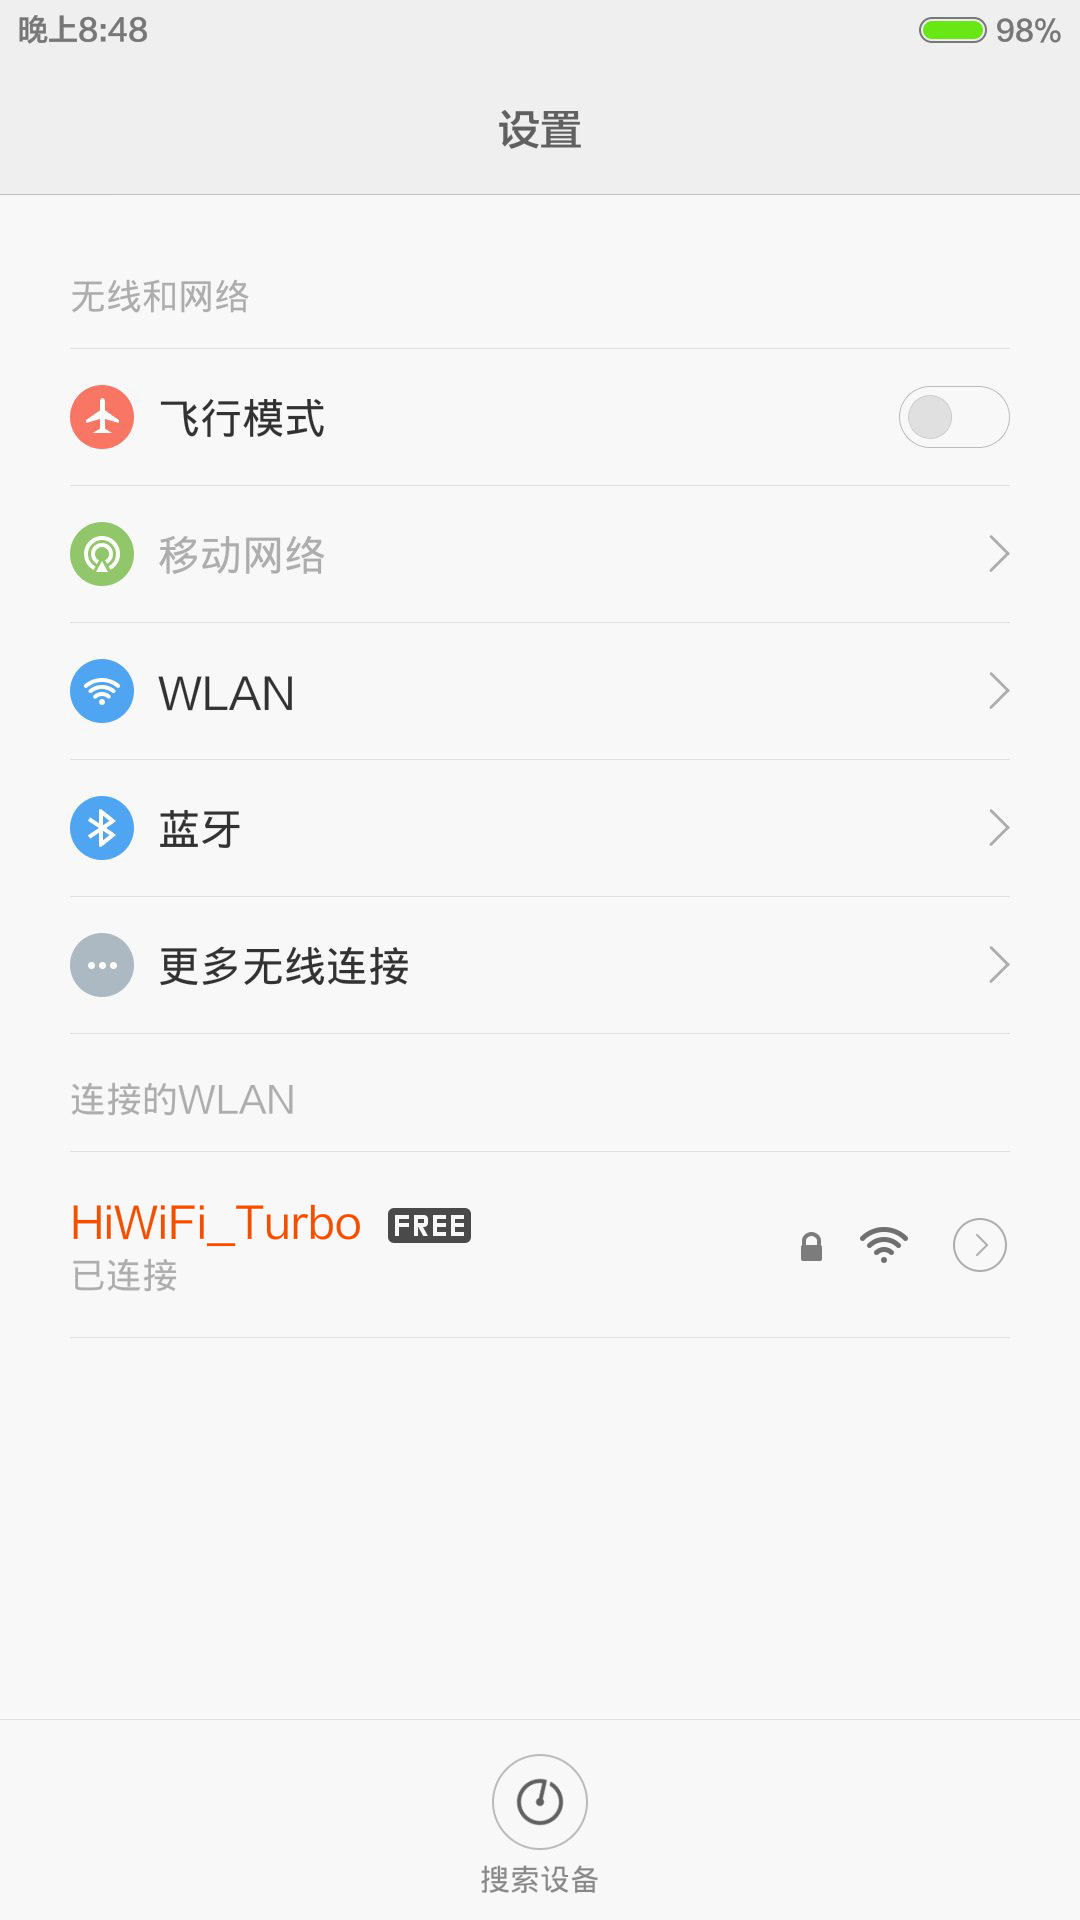 晚上8:48 98%
设置
无线和网络
飞行模式
移动网络
WLAN
蓝牙
更多无线连接
连接的WLAN
HiWiFi_Turbo FREE
已连接
搜索设备